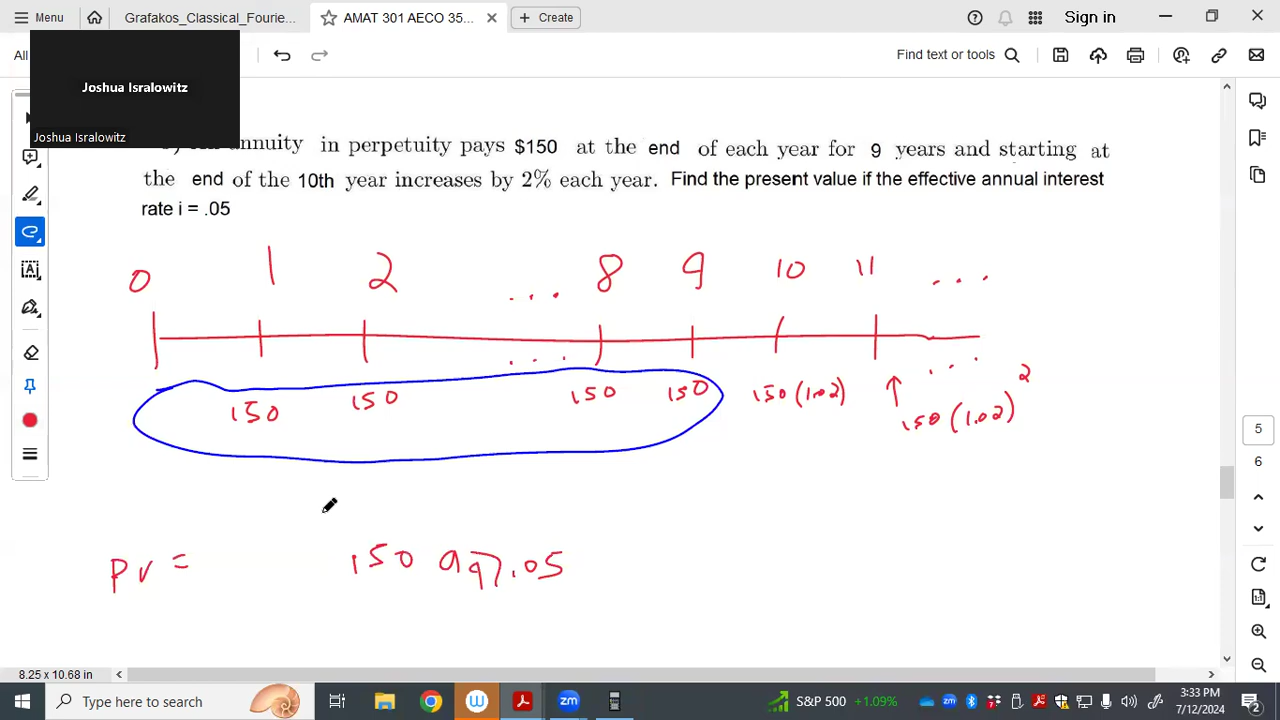 Menu
Grafakos_Classical_Fourie...
AMAT 301 AECO 35...
Create
Sign in
All
Find text or tools
Joshua Isralowitz
Joshua Isralowitz
annuity in perpetuity pays $150 at the end of each year for 9 years and starting at
the end of the 10th year increases by 2% each year. Find the present value if the effective annual interest
rate i = .05
0 1 2 ... 8 9 10 11 ...
150 150 ... 150 150 150(1.02) 150(1.02)^2 ...
PV = 150 a 9 .05
5
6
8.25 x 10.68 in
Type here to search
S&P 500 +1.09%
3:33 PM
7/12/2024
2